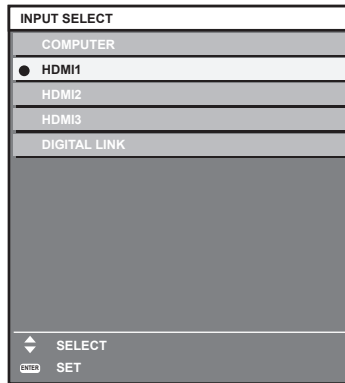 INPUT SELECT
COMPUTER
HDMI1
HDMI2
HDMI3
DIGITAL LINK
SELECT
ENTER SET